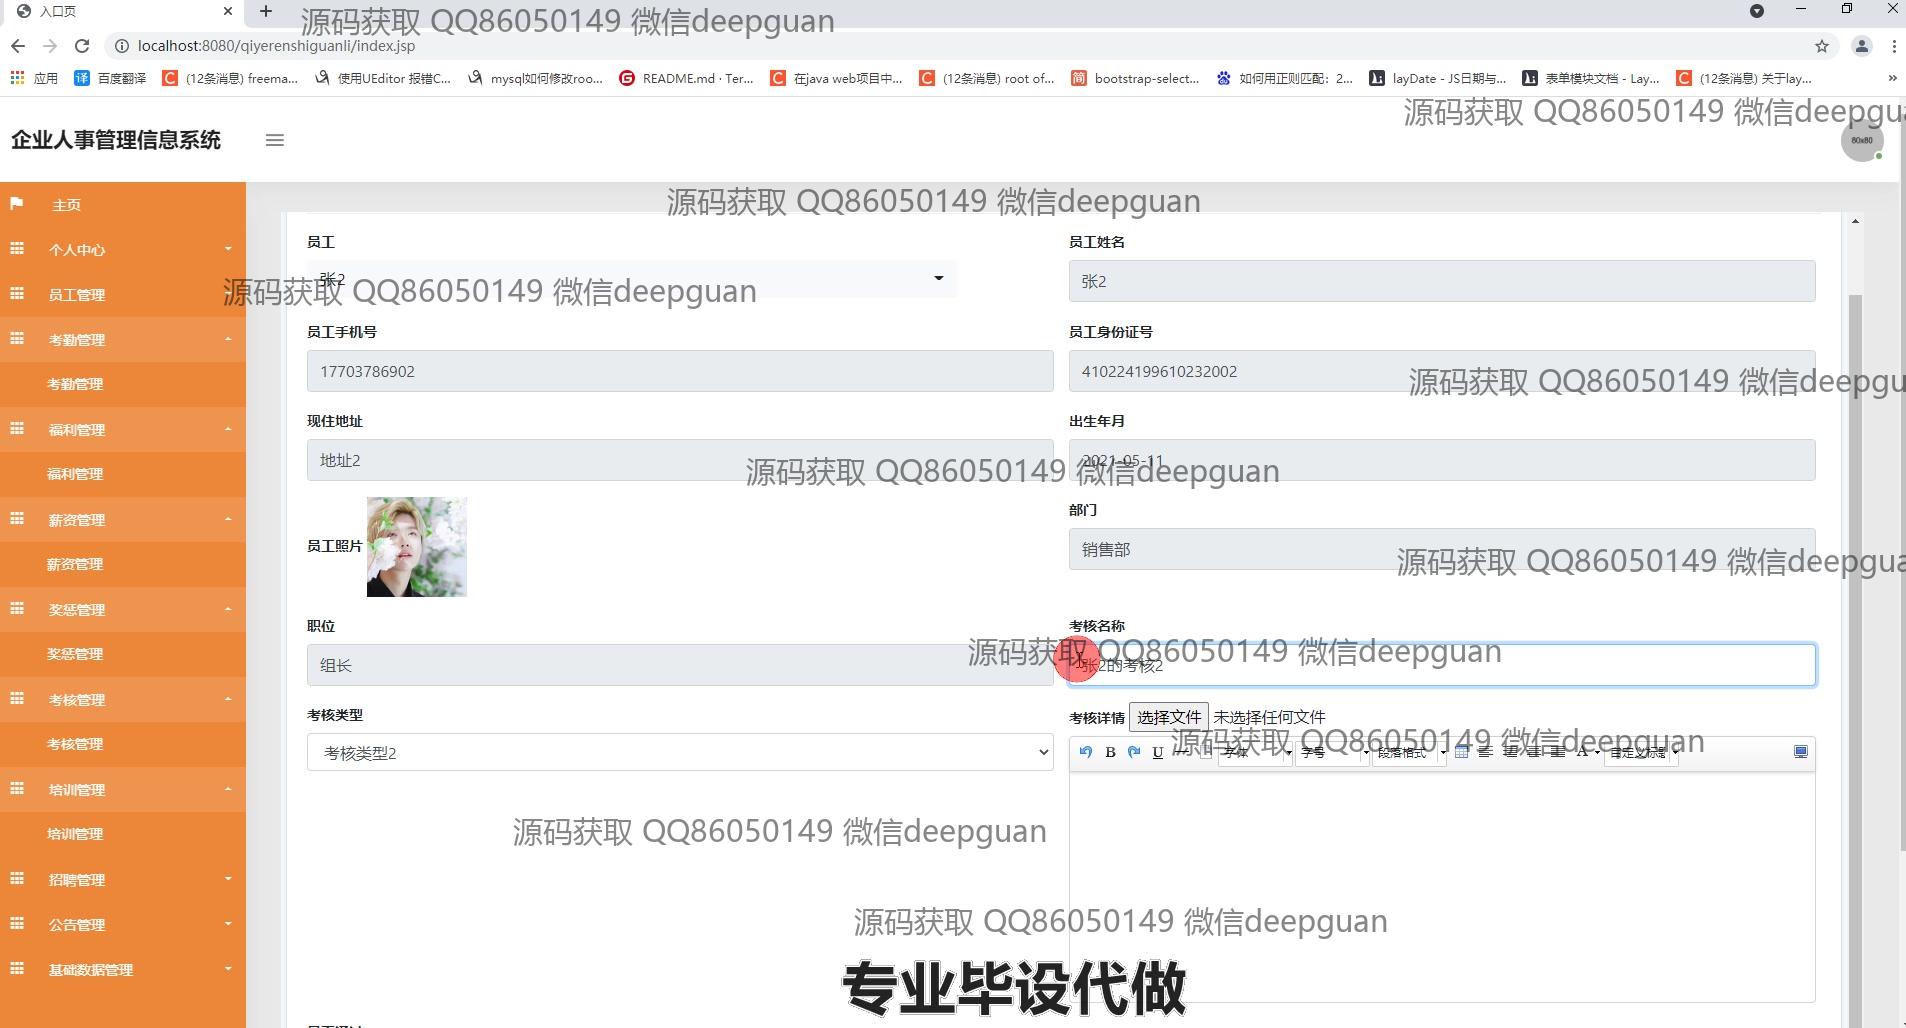 入口页
源码获取 QQ86050149 微信deepguan
localhost:8080/qiyerenshiguanli/index.jsp
应用
百度翻译
(12条消息) freema...
使用UEditor 报错C...
mysql如何修改roo...
README.md · Ter...
在java web项目中...
(12条消息) root of...
bootstrap-select...
如何用正则匹配：2...
layDate - JS日期与...
表单模块文档 - Lay...
(12条消息) 关于lay...
源码获取 QQ86050149 微信deepgua
企业人事管理信息系统
80x80
源码获取 QQ86050149 微信deepguan
主页
个人中心
员工管理
考勤管理
考勤管理
福利管理
福利管理
薪资管理
薪资管理
奖惩管理
奖惩管理
考核管理
考核管理
培训管理
培训管理
招聘管理
公告管理
基础数据管理
员工
张2
员工姓名
张2
源码获取 QQ86050149 微信deepguan
员工手机号
17703786902
员工身份证号
410224199610232002
源码获取 QQ86050149 微信deepgu
现住地址
地址2
出生年月
2021-05-11
源码获取 QQ86050149 微信deepguan
员工照片
部门
销售部
源码获取 QQ86050149 微信deepgua
职位
组长
考核名称
张2的考核2
源码获取 QQ86050149 微信deepguan
考核类型
考核类型2
考核详情
选择文件
未选择任何文件
源码获取 QQ86050149 微信deepguan
B
U
字体
字号
段落格式
A
自定义标题
源码获取 QQ86050149 微信deepguan
源码获取 QQ86050149 微信deepguan
专业毕设代做